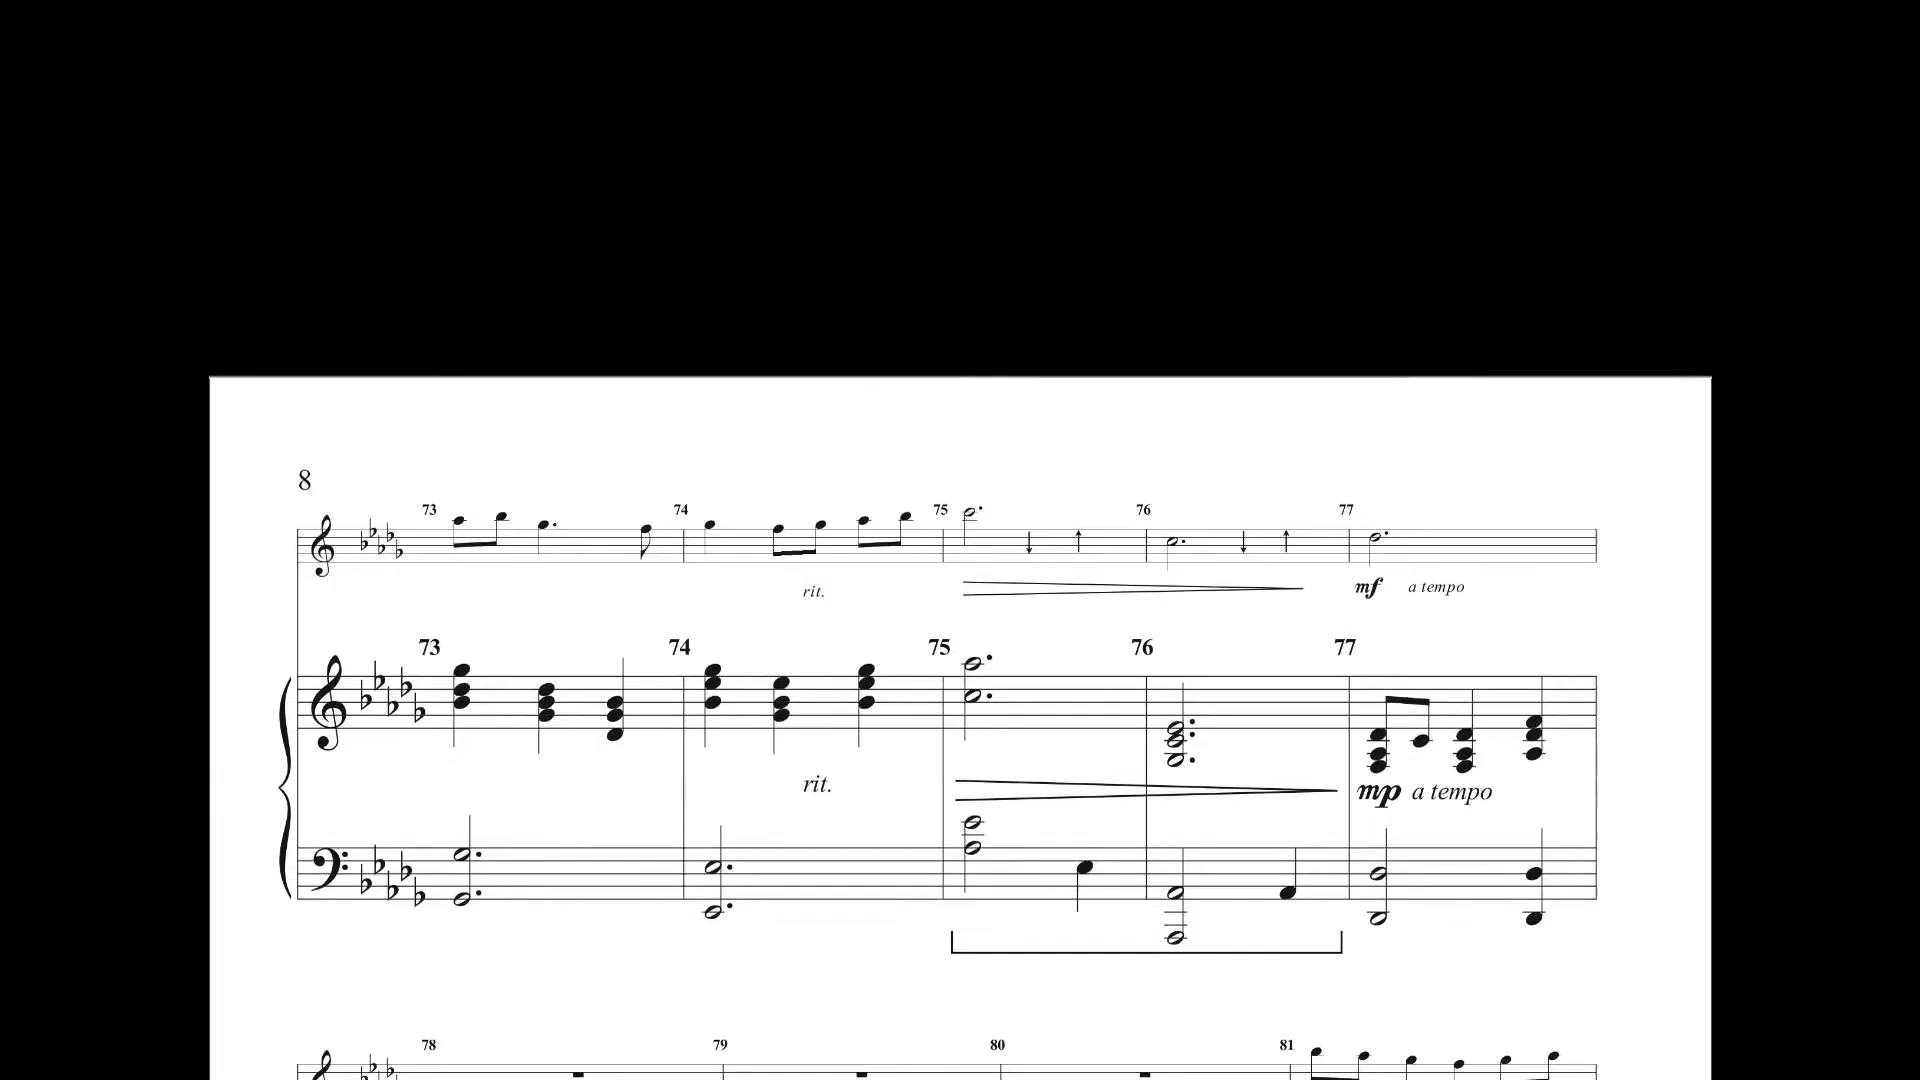 8
73 74 75 76 77
rit. mf a tempo
73 74 75 76 77
rit. mp a tempo
78 79 80 81